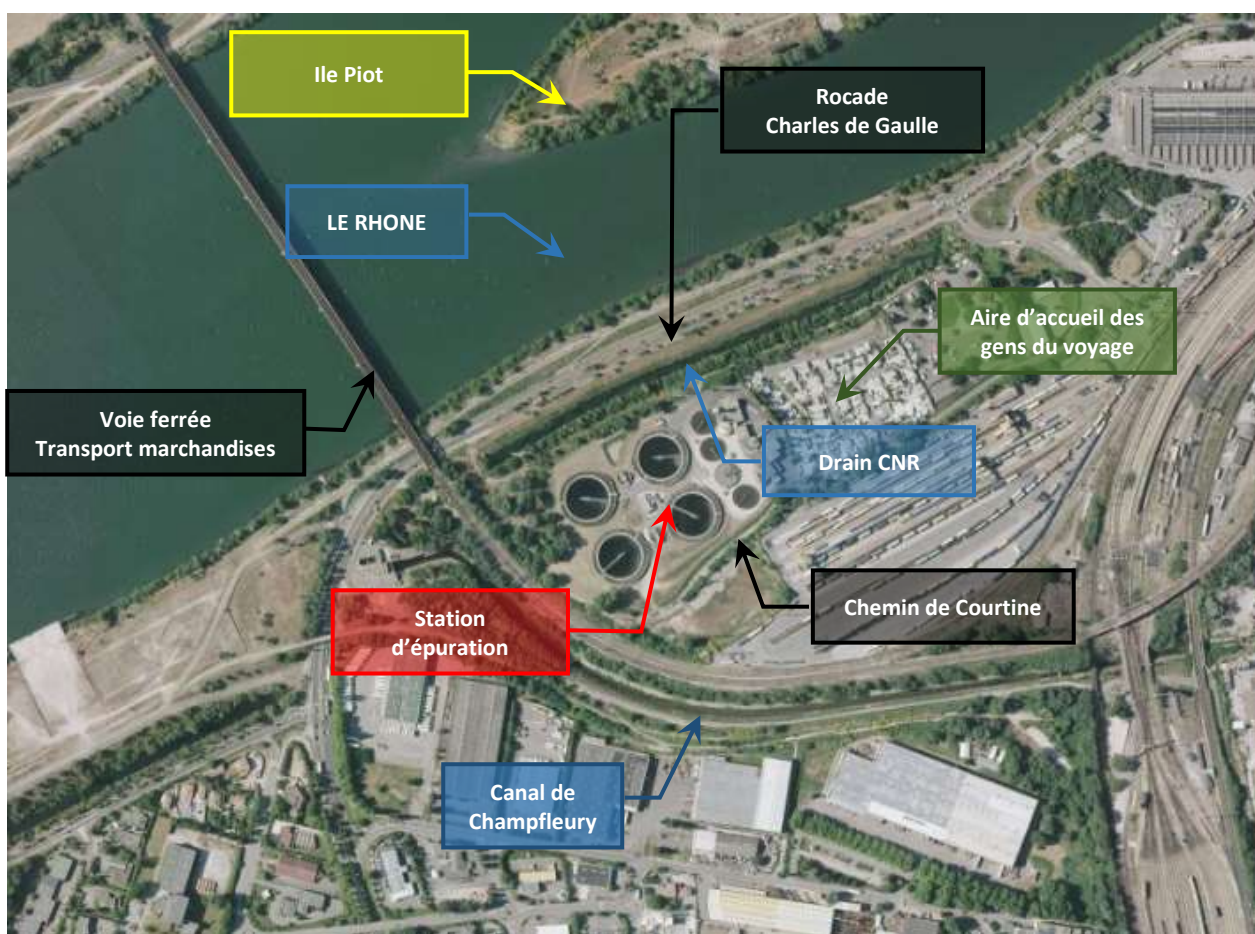 Ile Piot
Rocade
Charles de Gaulle
LE RHONE
Aire d’accueil des
gens du voyage
Voie ferrée
Transport marchandises
Drain CNR
Chemin de Courtine
Station
d’épuration
Canal de
Champfleury